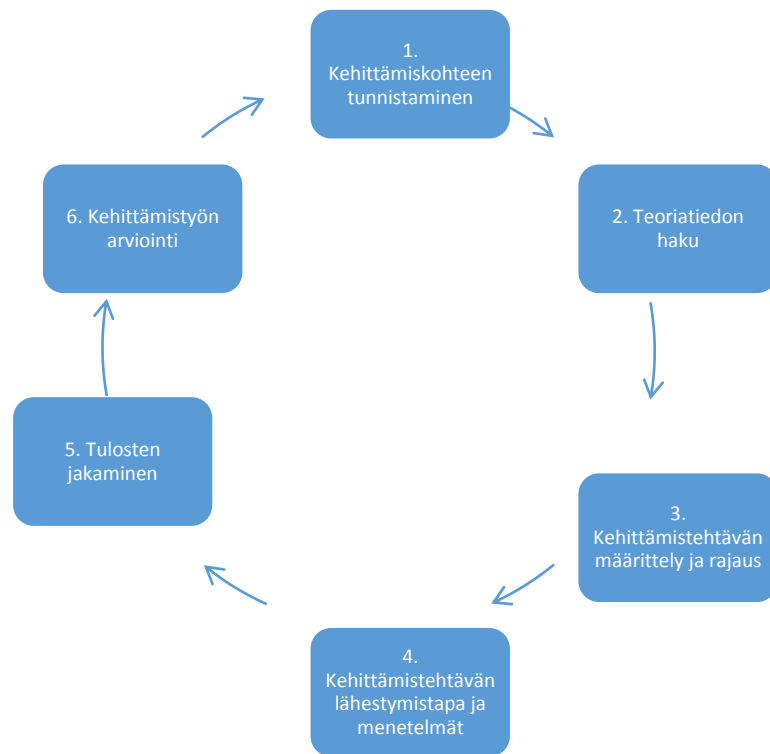 1.
Kehittämiskohteen
tunnistaminen
2. Teoriatiedon
haku
3.
Kehittämistehtävän
määrittely ja rajaus
4.
Kehittämistehtävän
lähestymistapa ja
menetelmät
5. Tulosten
jakaminen
6. Kehittämistyön
arviointi